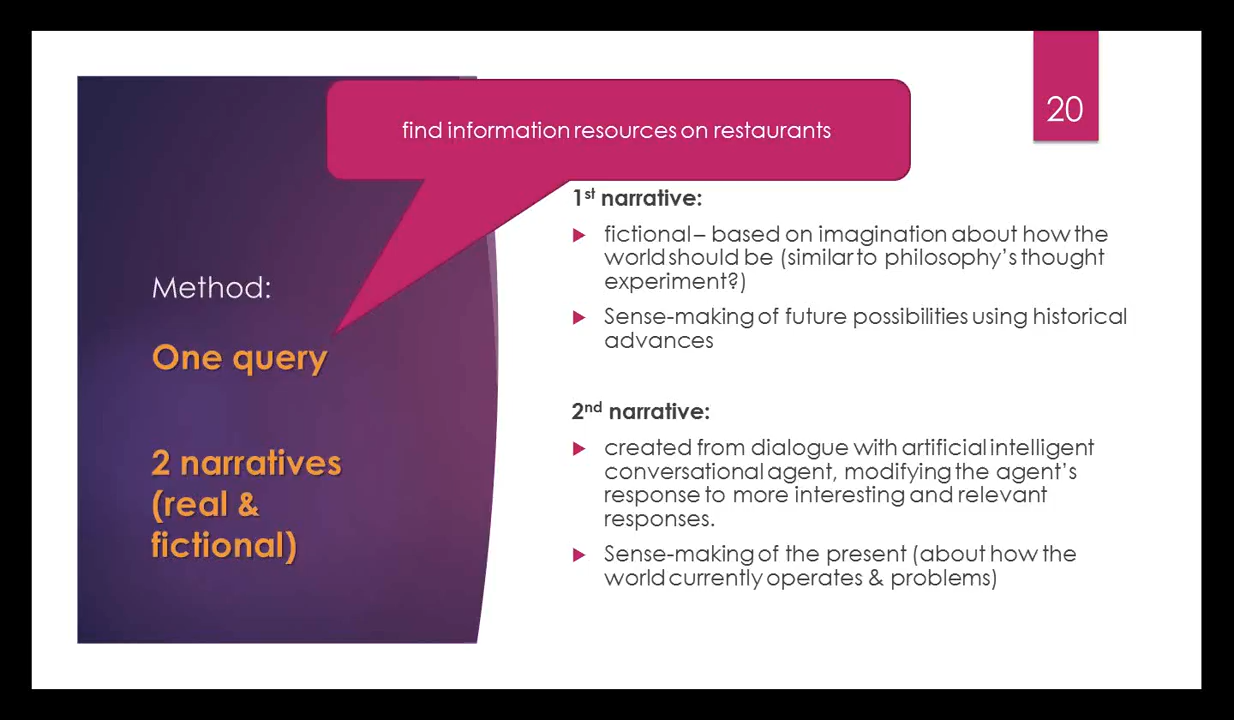 find information resources on restaurants
20
Method:
One query
2 narratives
(real &
fictional)
1st narrative:
fictional – based on imagination about how the
world should be (similar to philosophy's thought
experiment?)
Sense-making of future possibilities using historical
advances
2nd narrative:
created from dialogue with artificial intelligent
conversational agent, modifying the agent's
response to more interesting and relevant
responses.
Sense-making of the present (about how the
world currently operates & problems)